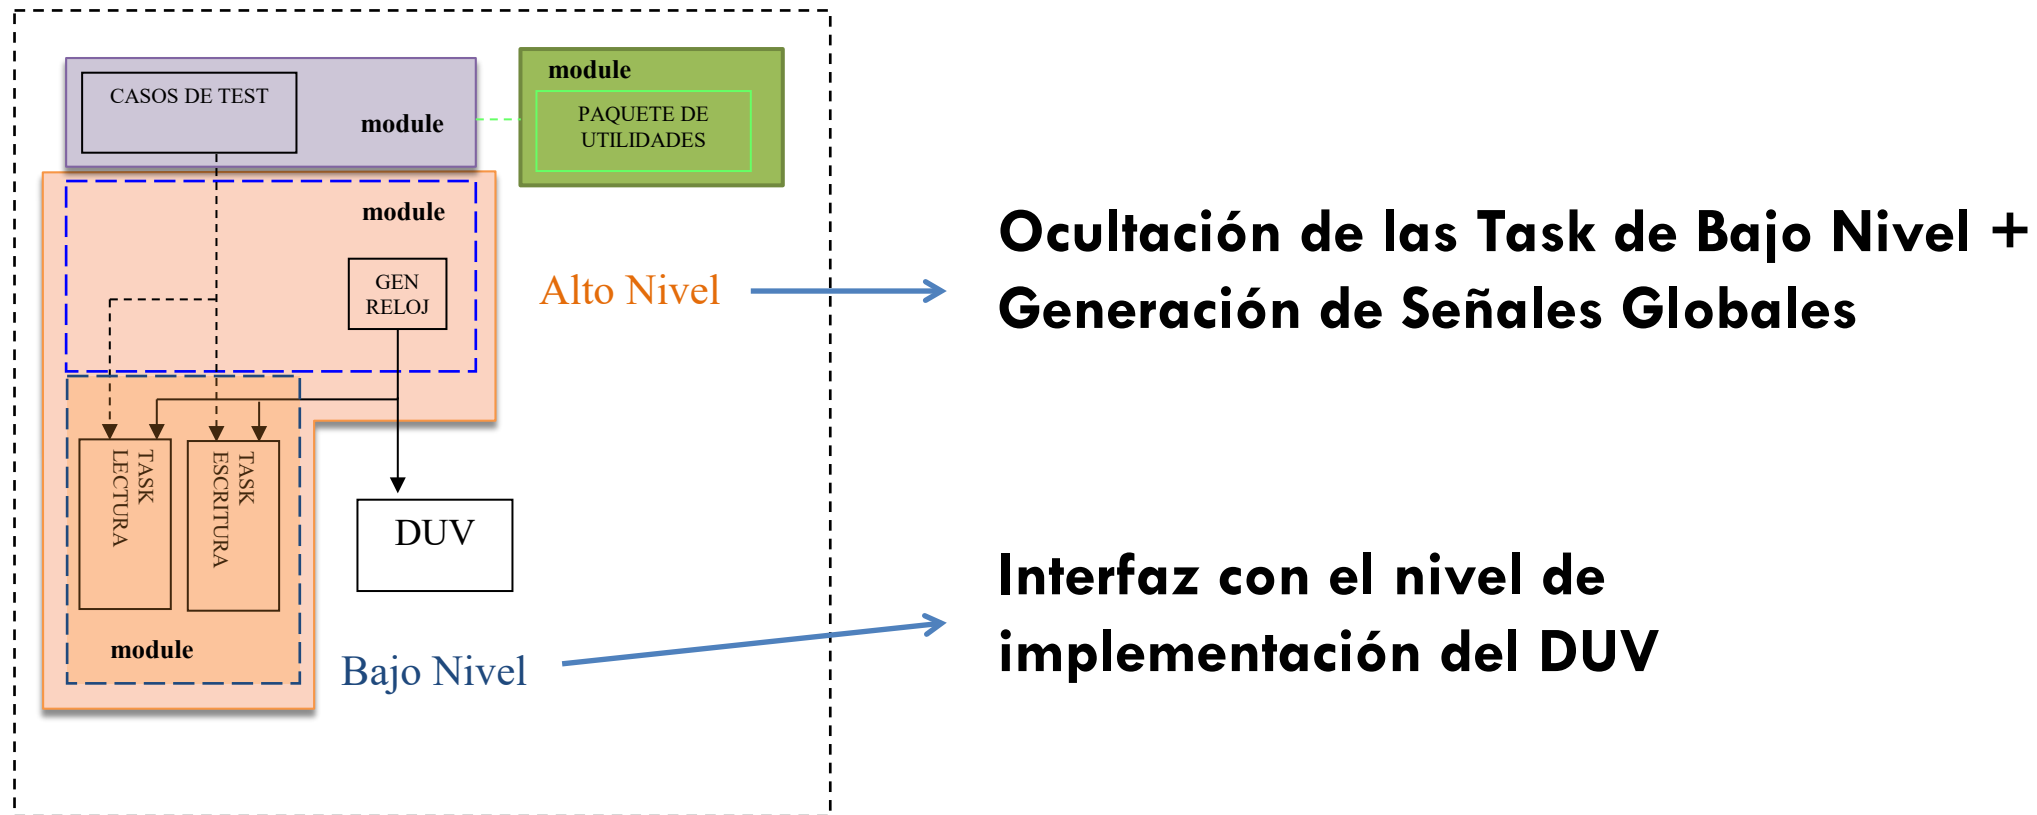 CASOS DE TEST
module
module
PAQUETE DE
UTILIDADES
module
GEN
RELOJ
Alto Nivel
Ocultación de las Task de Bajo Nivel +
Generación de Señales Globales
TASK
LECTURA
TASK
ESCRITURA
DUV
module
Bajo Nivel
Interfaz con el nivel de
implementación del DUV